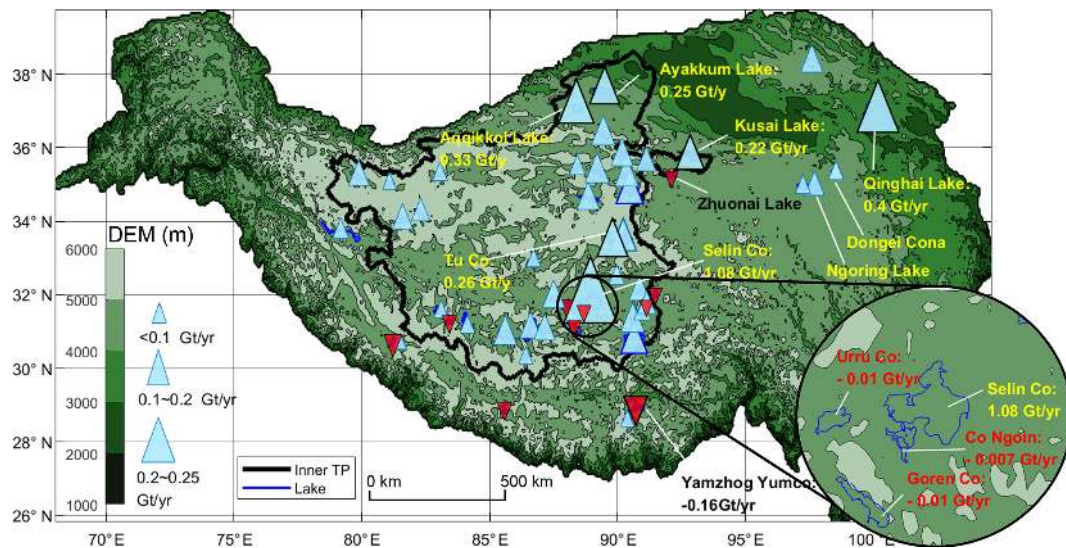 38° N
36° N
34° N
32° N
30° N
28° N
26° N
70°E
75°E
80°E
85°E
90°E
95°E
100°E
DEM (m)
6000
5000
4000
3000
2000
1000
<0.1 Gt/yr
0.1~0.2 Gt/yr
0.2~0.25
Gt/yr
Inner TP
Lake
0 km
500 km
Ayakkum Lake:
0.25 Gt/y
Aqqikkol Lake:
0.33 Gt/y
Kusai Lake:
0.22 Gt/yr
Zhuonai Lake
Qinghai Lake:
0.4 Gt/yr
Dongei Cona
Ngoring Lake
Tu Co:
0.26 Gt/yr
Selin Co:
1.08 Gt/yr
Yamzhog Yumco:
-0.16Gt/yr
Urru Co:
- 0.01 Gt/yr
Selin Co:
1.08 Gt/yr
Co Ngoin:
- 0.007 Gt/yr
Goren Co:
- 0.01 Gt/yr